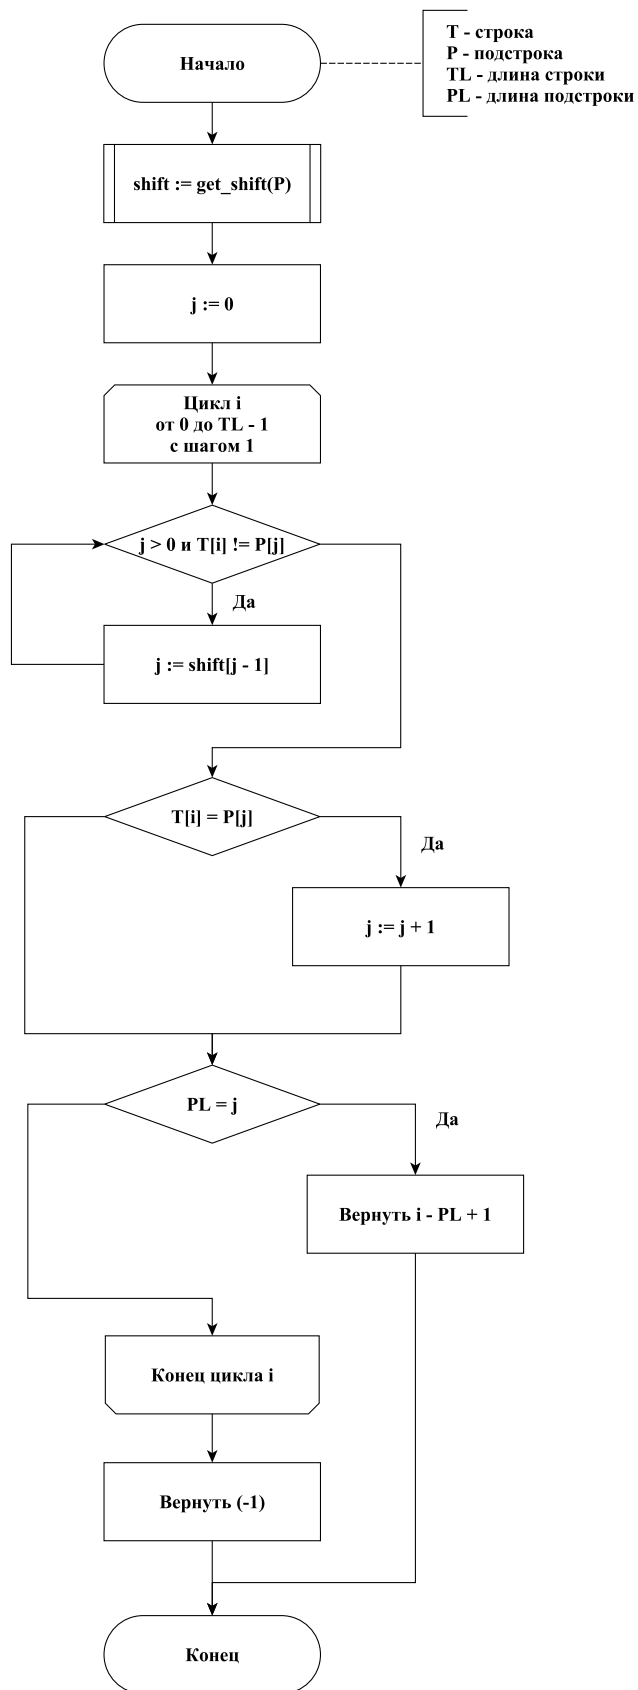 Начало
T - строка
P - подстрока
TL - длина строки
PL - длина подстроки
shift := get_shift(P)
j := 0
Цикл i
от 0 до TL - 1
с шагом 1
j > 0 и T[i] != P[j]
Да
j := shift[j - 1]
T[i] = P[j]
Да
j := j + 1
PL = j
Да
Вернуть i - PL + 1
Конец цикла i
Вернуть (-1)
Конец